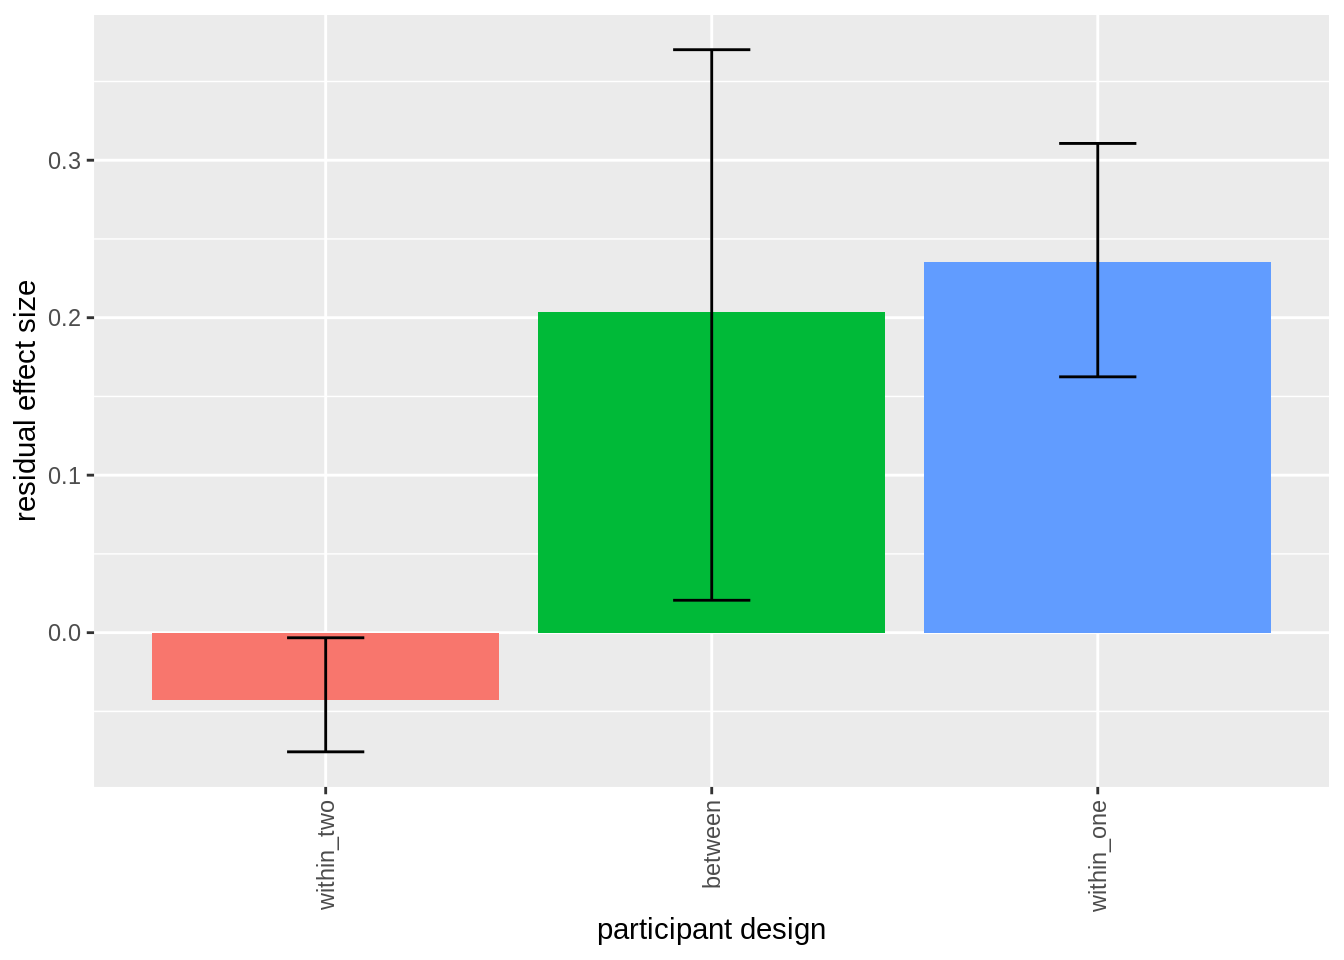 residual effect size
0.3
0.2
0.1
0.0
within_two
between
within_one
participant design